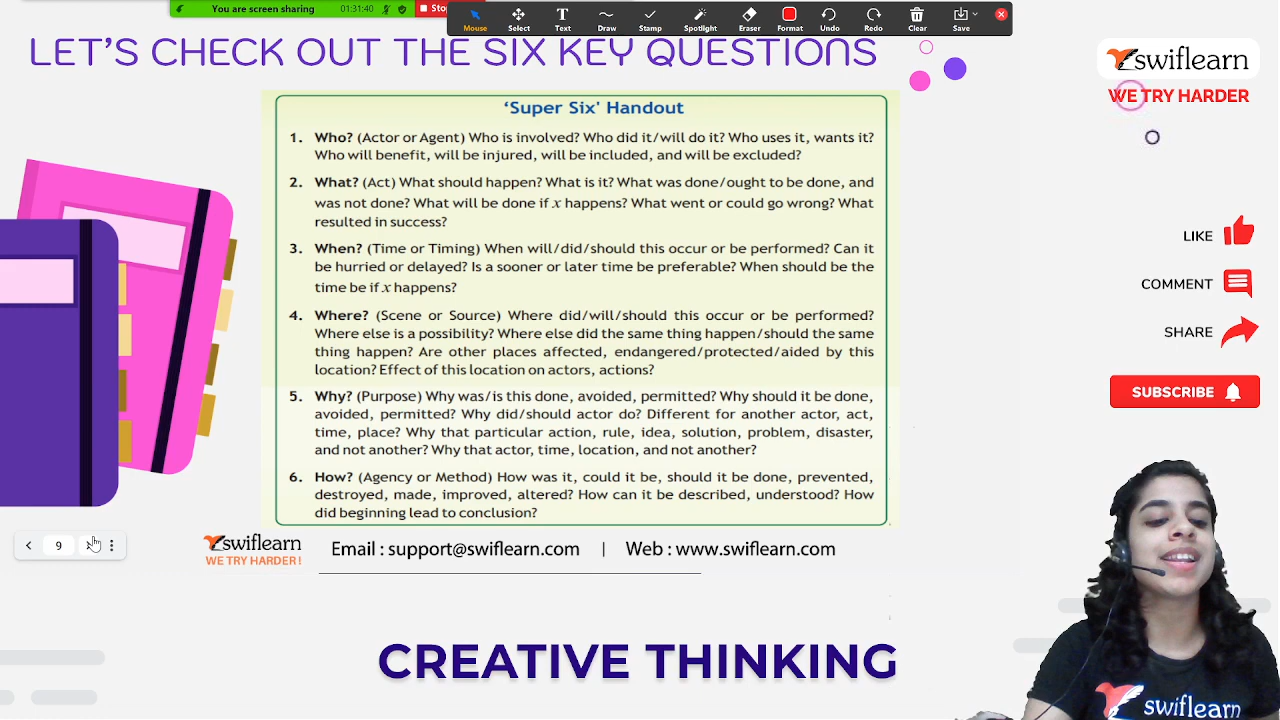 You are screen sharing
01:31:40
Mouse
Select
Text
Draw
Stamp
Spotlight
Eraser
Format
Undo
Redo
Clear
Save
LET'S CHECK OUT THE SIX KEY QUESTIONS
swiflearn
WE TRY HARDER
'Super Six' Handout
1. Who? (Actor or Agent) Who is involved? Who did it/will do it? Who uses it, wants it?
Who will benefit, will be injured, will be included, and will be excluded?
2. What? (Act) What should happen? What is it? What was done/ought to be done, and
was not done? What will be done if x happens? What went or could go wrong? What
resulted in success?
3. When? (Time or Timing) When will/did/should this occur or be performed? Can it
be hurried or delayed? Is a sooner or later time be preferable? When should be the
time be if x happens?
4. Where? (Scene or Source) Where did/will/should this occur or be performed?
Where else is a possibility? Where else did the same thing happen/should the same
thing happen? Are other places affected, endangered/protected/aided by this
location? Effect of this location on actors, actions?
5. Why? (Purpose) Why was/is this done, avoided, permitted? Why should it be done,
avoided, permitted? Why did/should actor do? Different for another actor, act,
time, place? Why that particular action, rule, idea, solution, problem, disaster,
and not another? Why that actor, time, location, and not another?
6. How? (Agency or Method) How was it, could it be, should it be done, prevented,
destroyed, made, improved, altered? How can it be described, understood? How
did beginning lead to conclusion?
LIKE
COMMENT
SHARE
SUBSCRIBE
9
swiflearn
WE TRY HARDER!
Email : support@swiflearn.com | Web : www.swiflearn.com
CREATIVE THINKING
swiflearn